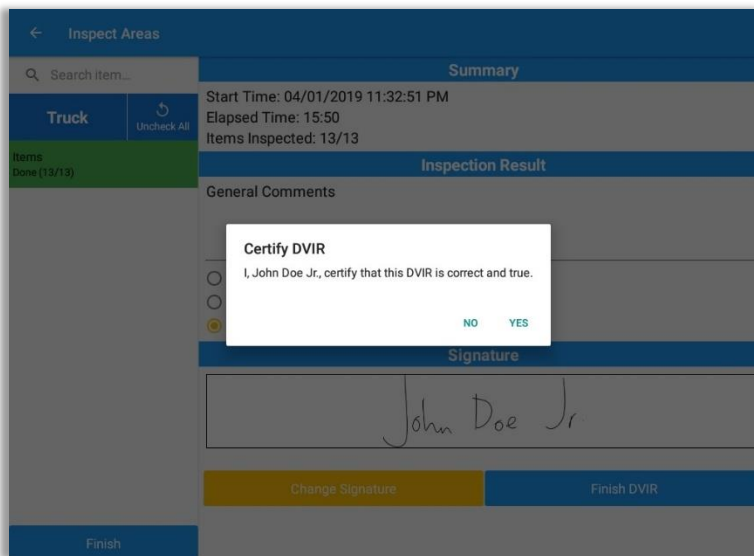 Inspect Areas
Search item...
Truck
Uncheck All
Items
Done (13/13)
Finish
Summary
Start Time: 04/01/2019 11:32:51 PM
Elapsed Time: 15:50
Items Inspected: 13/13
Inspection Result
General Comments
Certify DVIR
I, John Doe Jr., certify that this DVIR is correct and true.
NO YES
Signature
John Doe Jr
Change Signature
Finish DVIR